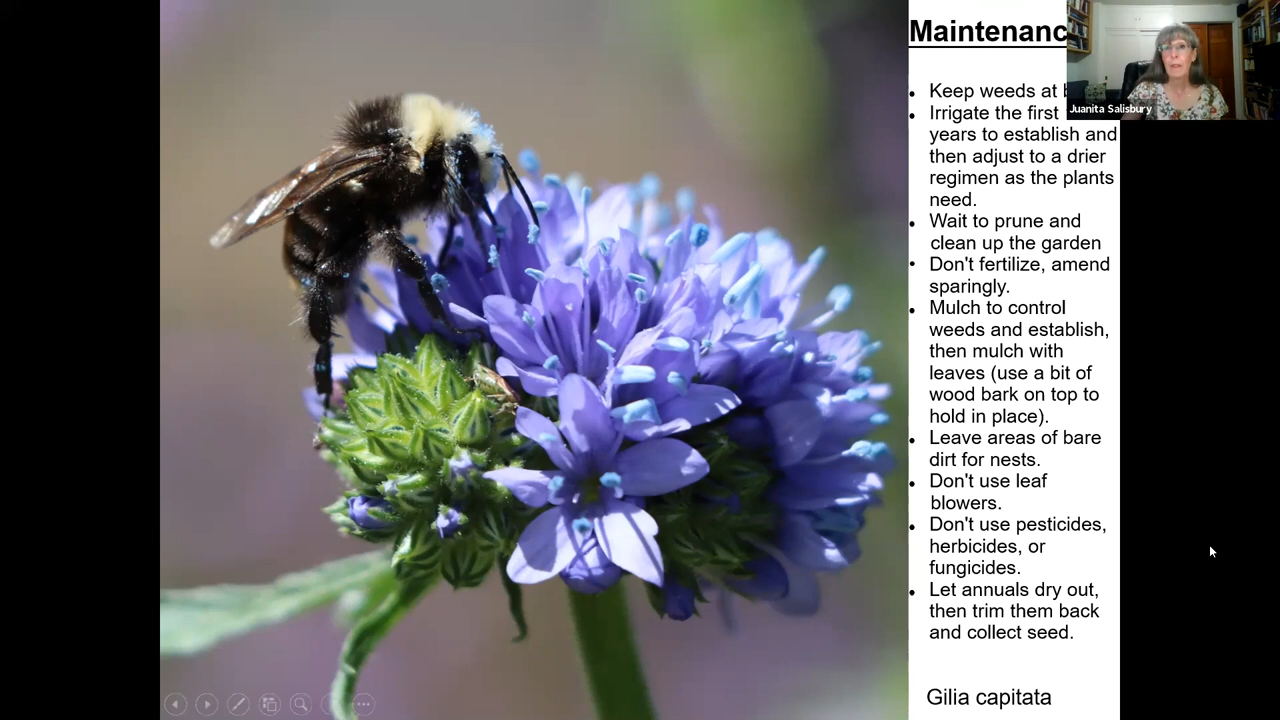 Maintenanc
Juanita Salisbury
• Keep weeds at
• Irrigate the first
years to establish and
then adjust to a drier
regimen as the plants
need.
• Wait to prune and
clean up the garden
• Don't fertilize, amend
sparingly.
• Mulch to control
weeds and establish,
then mulch with
leaves (use a bit of
wood bark on top to
hold in place).
• Leave areas of bare
dirt for nests.
• Don't use leaf
blowers.
• Don't use pesticides,
herbicides, or
fungicides.
• Let annuals dry out,
then trim them back
and collect seed.
Gilia capitata